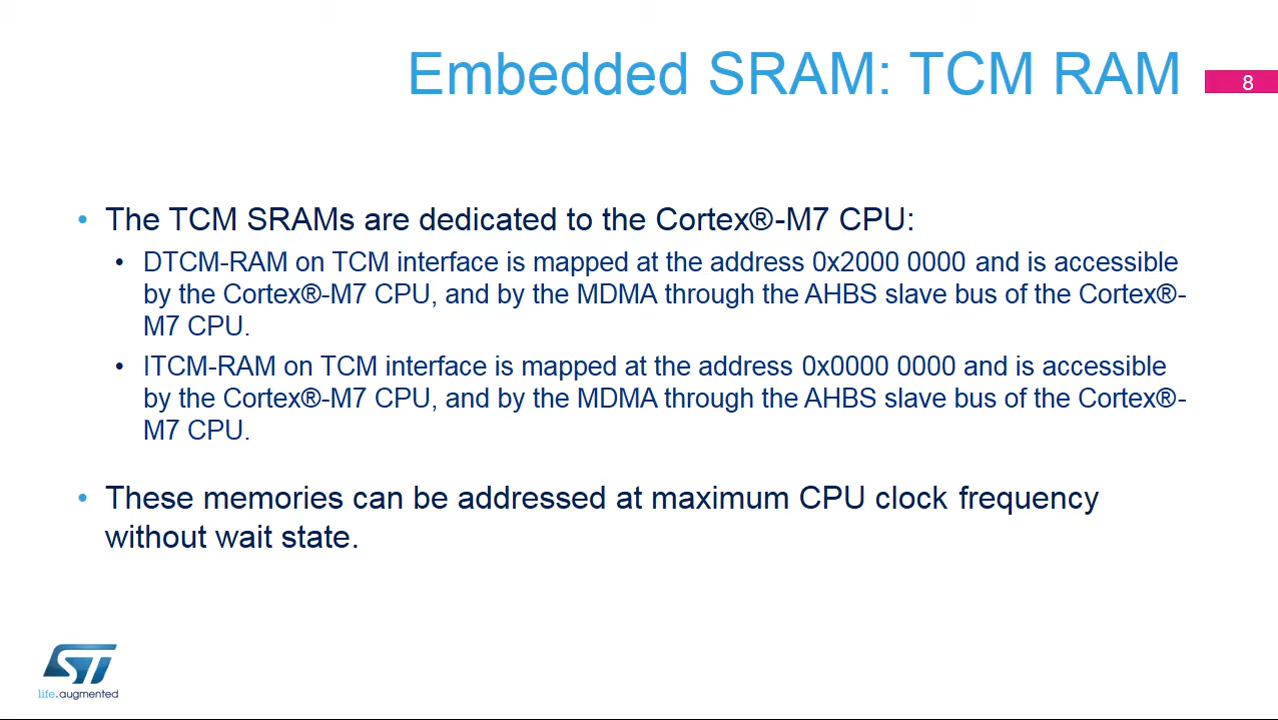 Embedded SRAM: TCM RAM
8
• The TCM SRAMs are dedicated to the Cortex®-M7 CPU:
• DTCM-RAM on TCM interface is mapped at the address 0x2000 0000 and is accessible
by the Cortex®-M7 CPU, and by the MDMA through the AHBS slave bus of the Cortex®-
M7 CPU.
• ITCM-RAM on TCM interface is mapped at the address 0x0000 0000 and is accessible
by the Cortex®-M7 CPU, and by the MDMA through the AHBS slave bus of the Cortex®-
M7 CPU.
• These memories can be addressed at maximum CPU clock frequency
without wait state.
ST
life.augmented